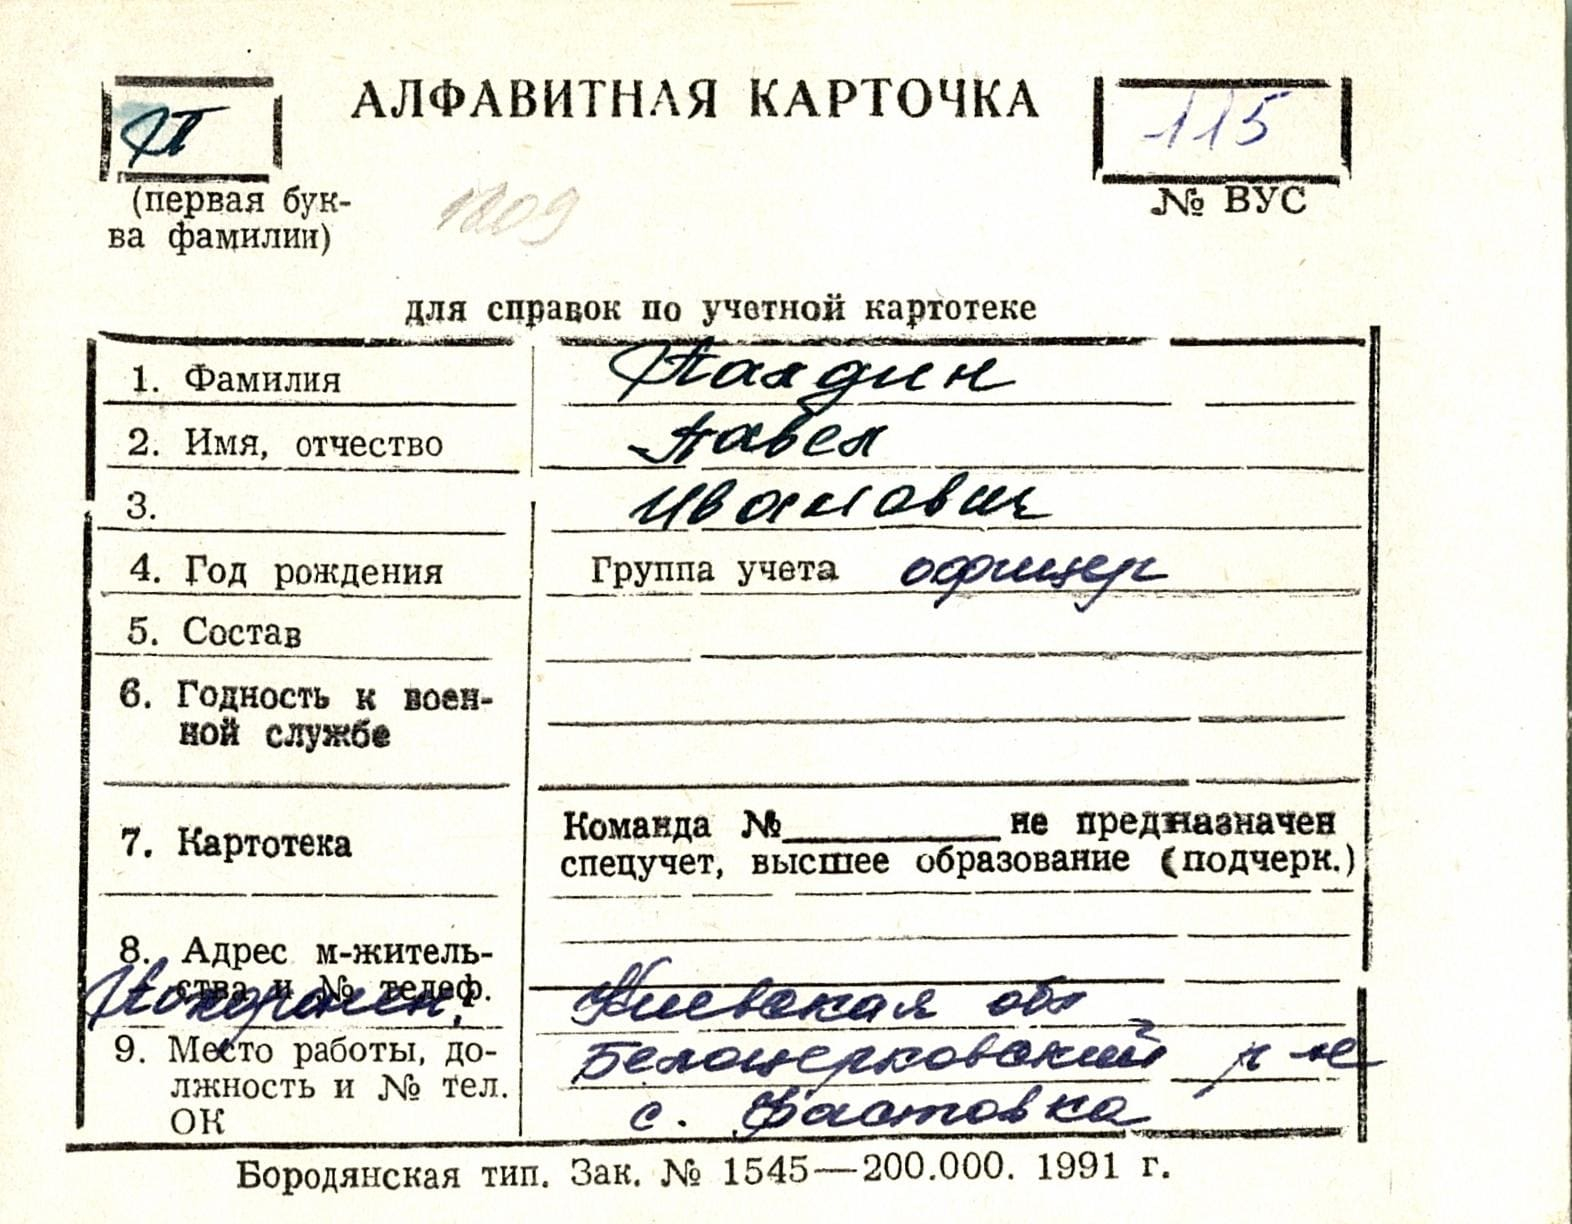 АЛФАВИТНАЯ КАРТОЧКА
П
115
(первая бук-
ва фамилии)
1809
№ ВУС
для справок по учетной картотеке
1. Фамилия
Палдин
2. Имя, отчество
Павел
3.
Иванович
4. Год рождения
Группа учета офицер
5. Состав
6. Годность к воен-
ной службе
7. Картотека
Команда № не предназначен
спецучет, высшее образование (подчерк.)
8. Адрес м-житель-
ства и № телеф.
Похоронен:
Киевская обл
9. Место работы, до-
лжность и № тел.
ОК
Белоцерковский р-н
с. Фастовка
Бородянская тип. Зак. № 1545—200.000. 1991 г.